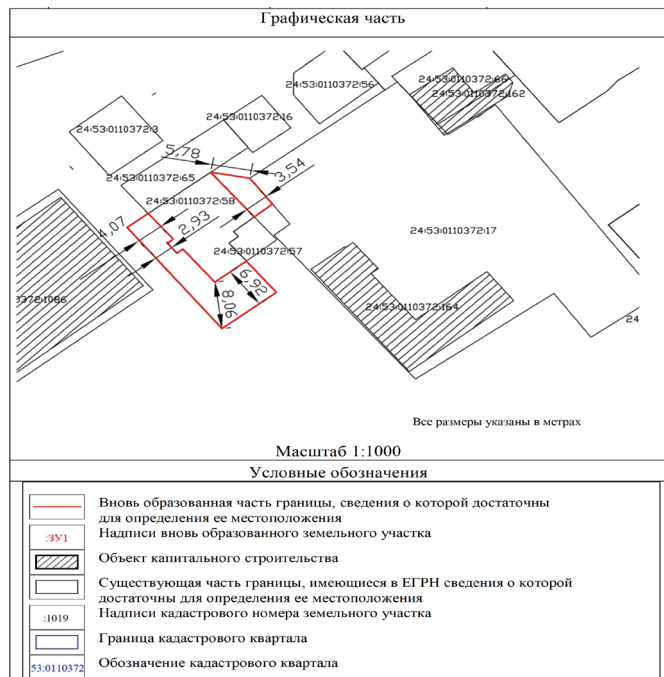 Графическая часть
24:53:0110372:56
24:53:0110372:66
24:53:0110372:162
24:53:0110372:16
24:53:0110372:3
5,78
3,54
24:53:0110372:65
24:53:0110372:58
4,07
2,93
24:53:0110372:17
24:53:0110372:57
6,92
8,06
0372:1086
24:53:0110372:164
24
Все размеры указаны в метрах
Масштаб 1:1000
Условные обозначения
Вновь образованная часть границы, сведения о которой достаточны
для определения ее местоположения
:ЗУ1
Надписи вновь образованного земельного участка
Объект капитального строительства
Существующая часть границы, имеющиеся в ЕГРН сведения о которой
достаточны для определения ее местоположения
:1019
Надписи кадастрового номера земельного участка
Граница кадастрового квартала
53:0110372
Обозначение кадастрового квартала